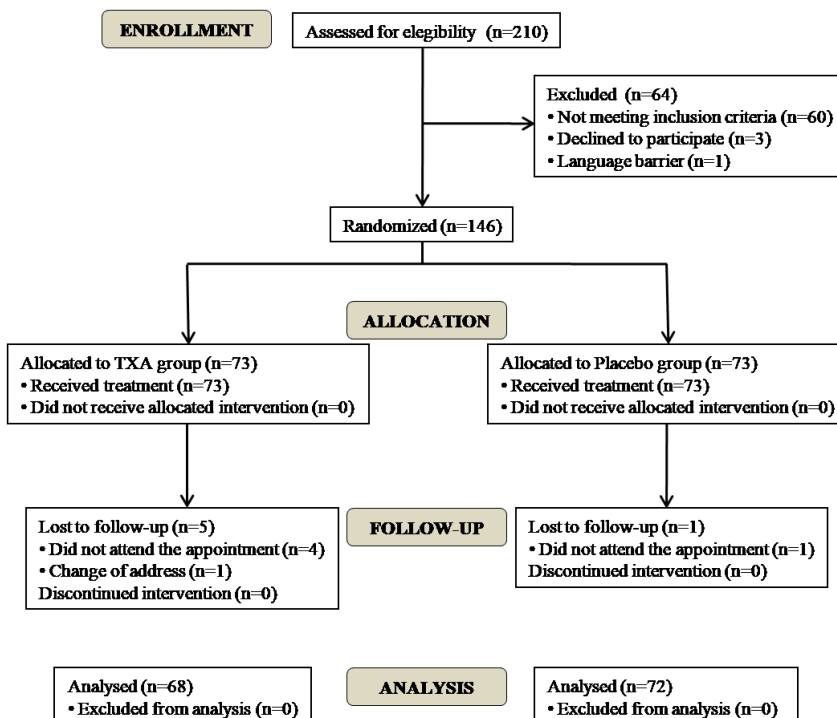 ENROLLMENT
Assessed for elegibility (n=210)
Excluded (n=64)
• Not meeting inclusion criteria (n=60)
• Declined to participate (n=3)
• Language barrier (n=1)
Randomized (n=146)
ALLOCATION
Allocated to TXA group (n=73)
• Received treatment (n=73)
• Did not receive allocated intervention (n=0)
Allocated to Placebo group (n=73)
• Received treatment (n=73)
• Did not receive allocated intervention (n=0)
FOLLOW-UP
Lost to follow-up (n=5)
• Did not attend the appointment (n=4)
• Change of address (n=1)
Discontinued intervention (n=0)
Lost to follow-up (n=1)
• Did not attend the appointment (n=1)
Discontinued intervention (n=0)
ANALYSIS
Analysed (n=68)
• Excluded from analysis (n=0)
Analysed (n=72)
• Excluded from analysis (n=0)